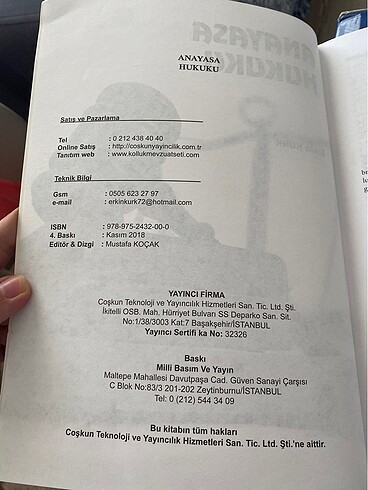 ANAYASA
HUKUKU
ANAYASA
HUKUKU
Satış ve Pazarlama
Tel : 0 212 438 40 40
Online Satış : http://coskunyayincilik.com.tr
Tanıtım web : www.kollukmevzuatseti.com
Teknik Bilgi
Gsm : 0505 623 27 97
e-mail : erkinkurk72@hotmail.com
ISBN : 978-975-2432-00-0
4. Baskı : Kasım 2018
Editör & Dizgi : Mustafa KOÇAK
YAYINCI FİRMA
Coşkun Teknoloji ve Yayıncılık Hizmetleri San. Tic. Ltd. Şti.
İkitelli OSB. Mah. Hürriyet Bulvarı SS Deparko San. Sit.
No:1/38/3003 Kat:7 Başakşehir/İSTANBUL
Yayıncı Sertifi ka No: 32326
Baskı
Milli Basım Ve Yayın
Maltepe Mahallesi Davutpaşa Cad. Güven Sanayi Çarşısı
C Blok No:83/3 201-202 Zeytinburnu/İSTANBUL
Tel: 0 (212) 544 34 09
Bu kitabın tüm hakları
Coşkun Teknoloji ve Yayıncılık Hizmetleri San. Tic. Ltd. Şti.'ne aittir.